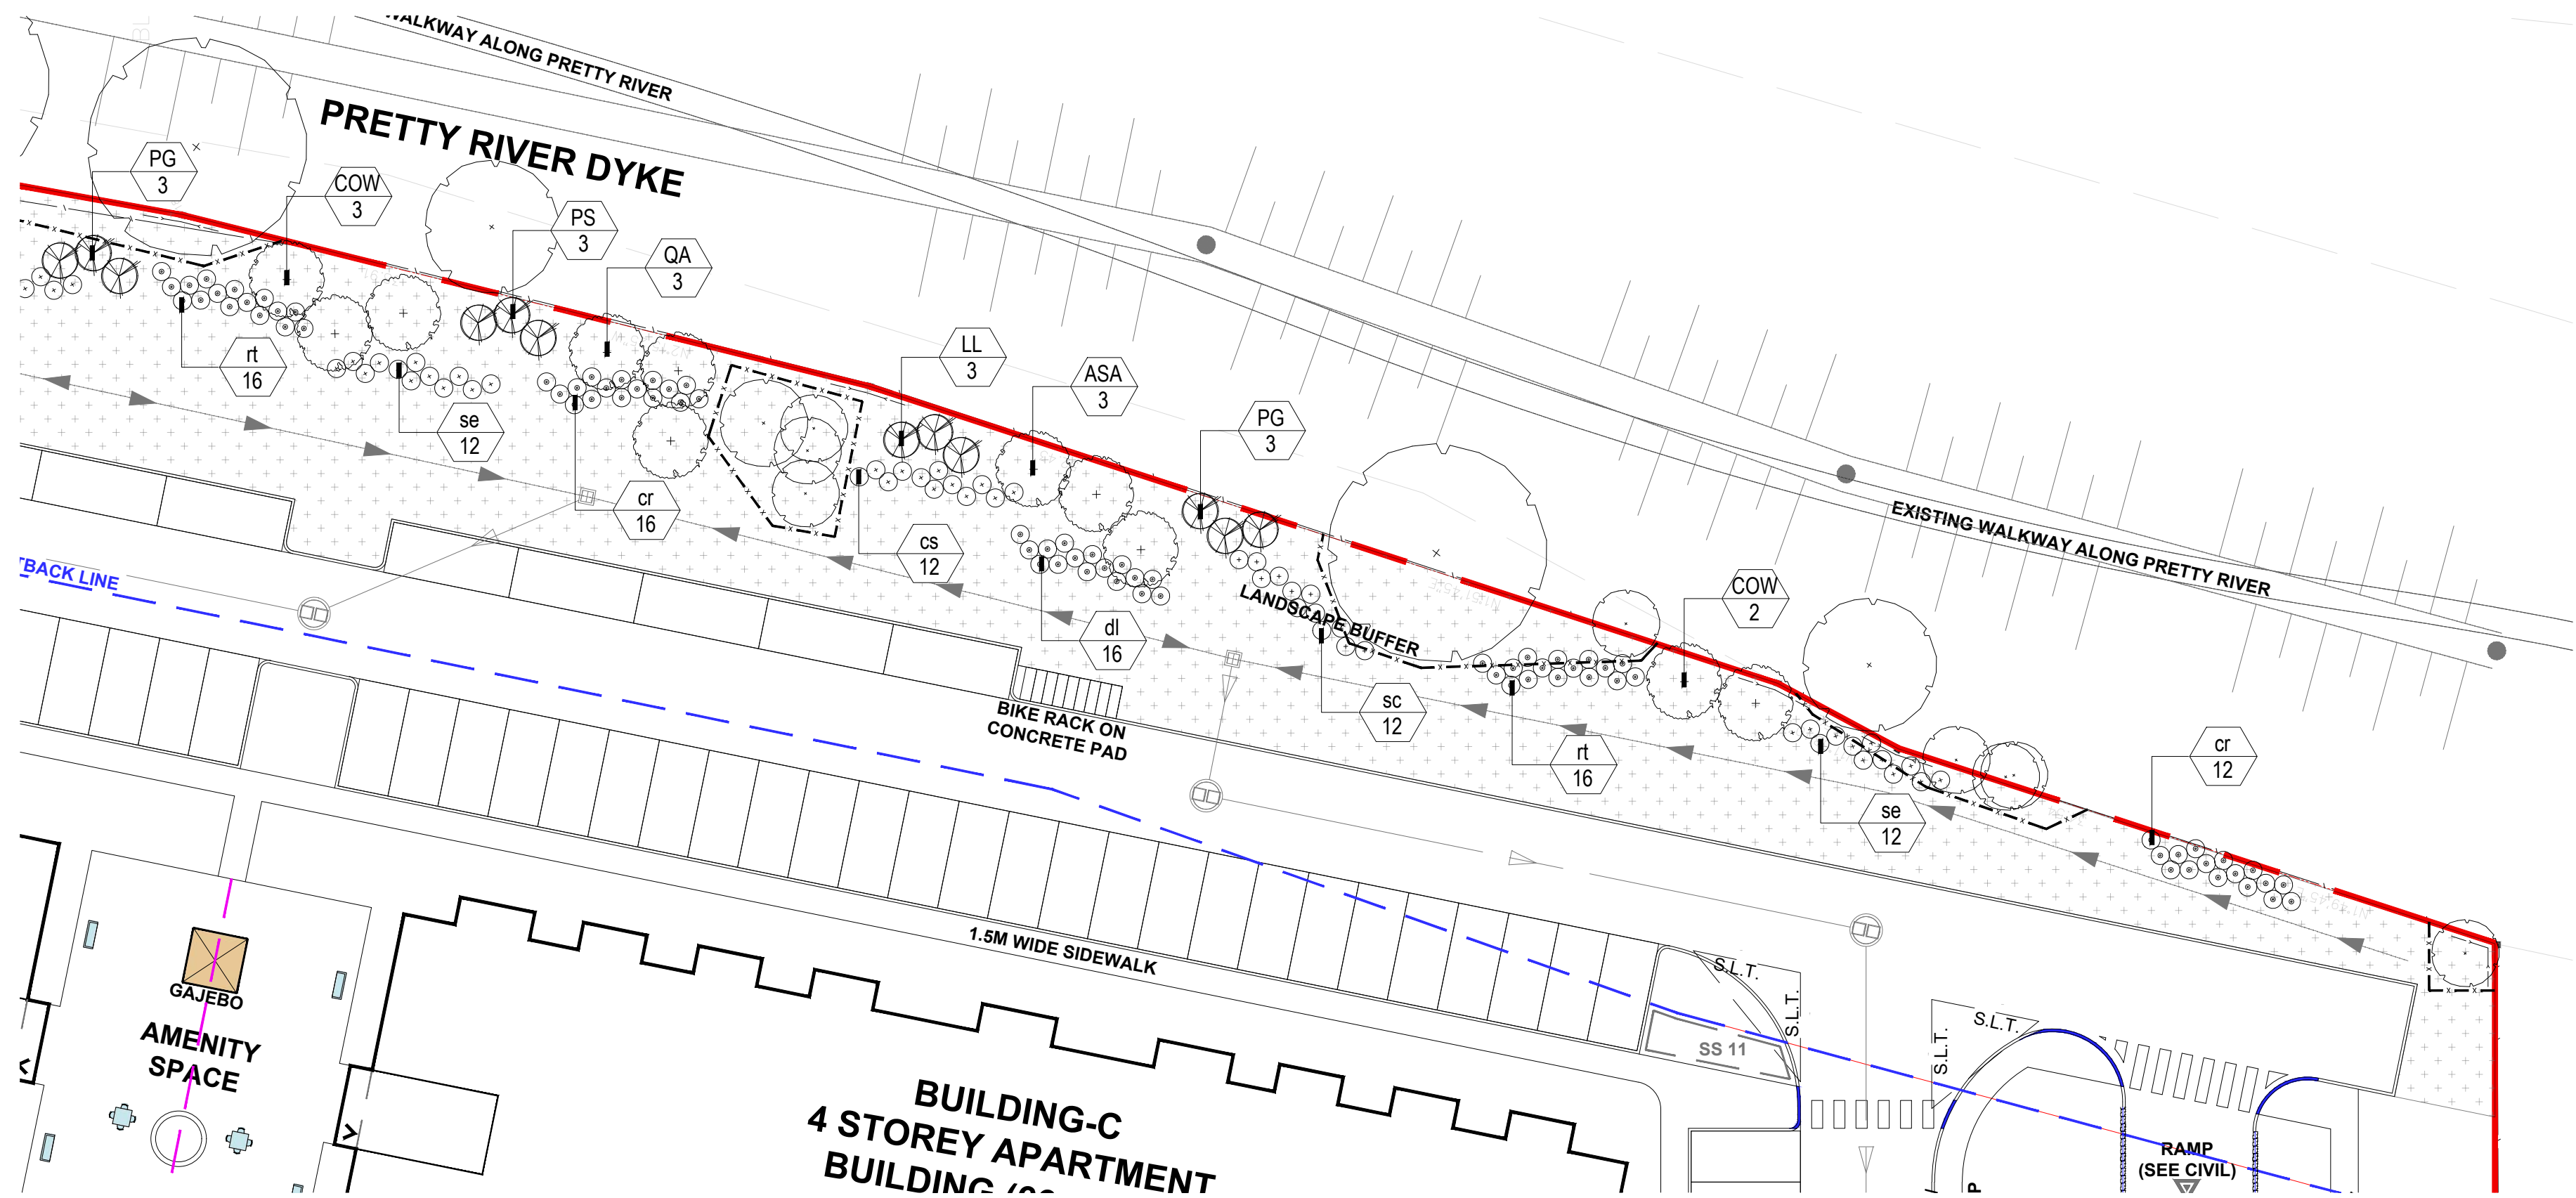 WALKWAY ALONG PRETTY RIVER
PRETTY RIVER DYKE
PG
3
COW
3
PS
3
QA
3
rt
16
se
12
cr
16
LL
3
ASA
3
PG
3
cs
12
dl
16
LANDSCAPE BUFFER
sc
12
COW
2
rt
16
se
12
EXISTING WALKWAY ALONG PRETTY RIVER
cr
12
TBACK LINE
BIKE RACK ON
CONCRETE PAD
1.5M WIDE SIDEWALK
GAJEBO
AMENITY
SPACE
BUILDING-C
4 STOREY APARTMENT
BUILDING
S.L.T.
S.L.T.
SS 11
S.L.T.
S.L.T.
RAMP
(SEE CIVIL)
P